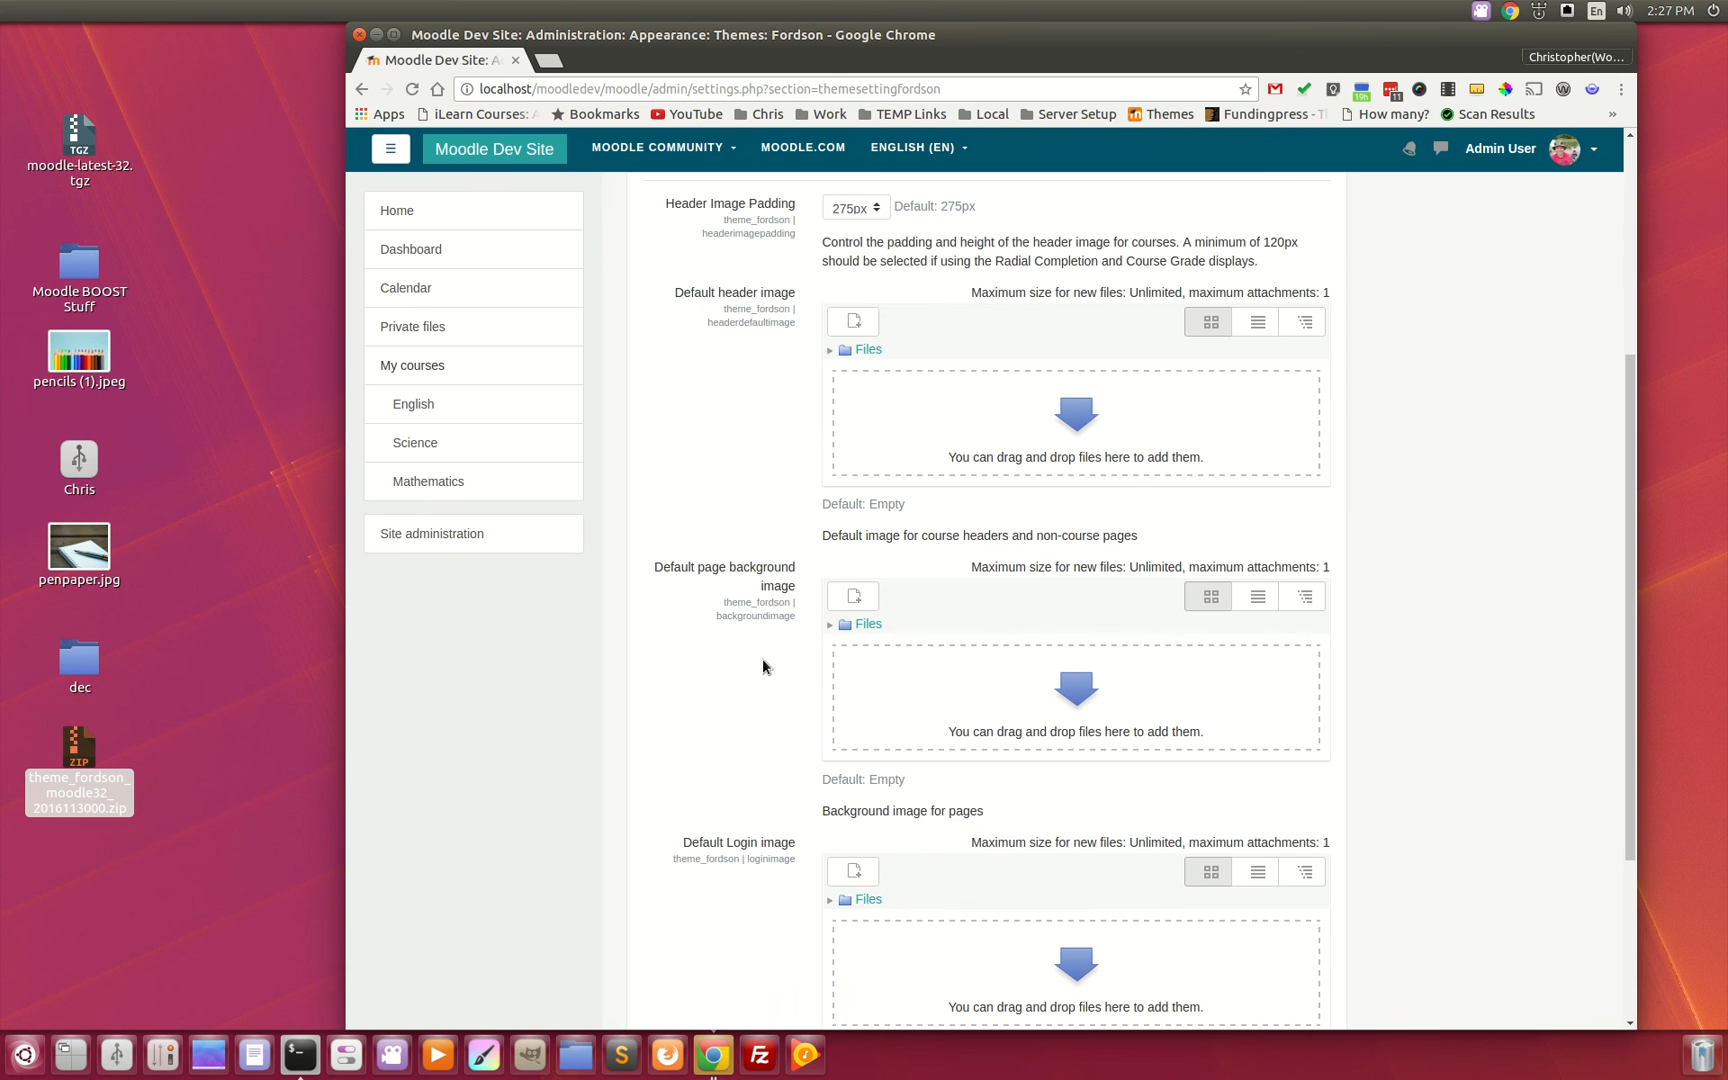 En
2:27 PM
Moodle Dev Site: Administration: Appearance: Themes: Fordson - Google Chrome
Moodle Dev Site: A
Christopher(Wo...
localhost/moodledev/moodle/admin/settings.php?section=themesettingfordson
19h
11
Apps iLearn Courses: Bookmarks YouTube Chris Work TEMP Links Local Server Setup Themes Fundingpress - How many? Scan Results »
Moodle Dev Site MOODLE COMMUNITY MOODLE.COM ENGLISH (EN) Admin User
Home
Dashboard
Calendar
Private files
My courses
English
Science
Mathematics
Site administration
Header Image Padding
theme_fordson |
headerimagepadding
275px Default: 275px
Control the padding and height of the header image for courses. A minimum of 120px
should be selected if using the Radial Completion and Course Grade displays.
Default header image
theme_fordson |
headerdefaultimage
Maximum size for new files: Unlimited, maximum attachments: 1
Files
You can drag and drop files here to add them.
Default: Empty
Default image for course headers and non-course pages
Default page background
image
theme_fordson |
backgroundimage
Maximum size for new files: Unlimited, maximum attachments: 1
Files
You can drag and drop files here to add them.
Default: Empty
Background image for pages
Default Login image
theme_fordson | loginimage
Maximum size for new files: Unlimited, maximum attachments: 1
Files
You can drag and drop files here to add them.
TGZ
moodle-latest-32.
tgz
Moodle BOOST
Stuff
pencils (1).jpeg
Chris
penpaper.jpg
dec
ZIP
theme_fordson_
moodle32_
2016113000.zip